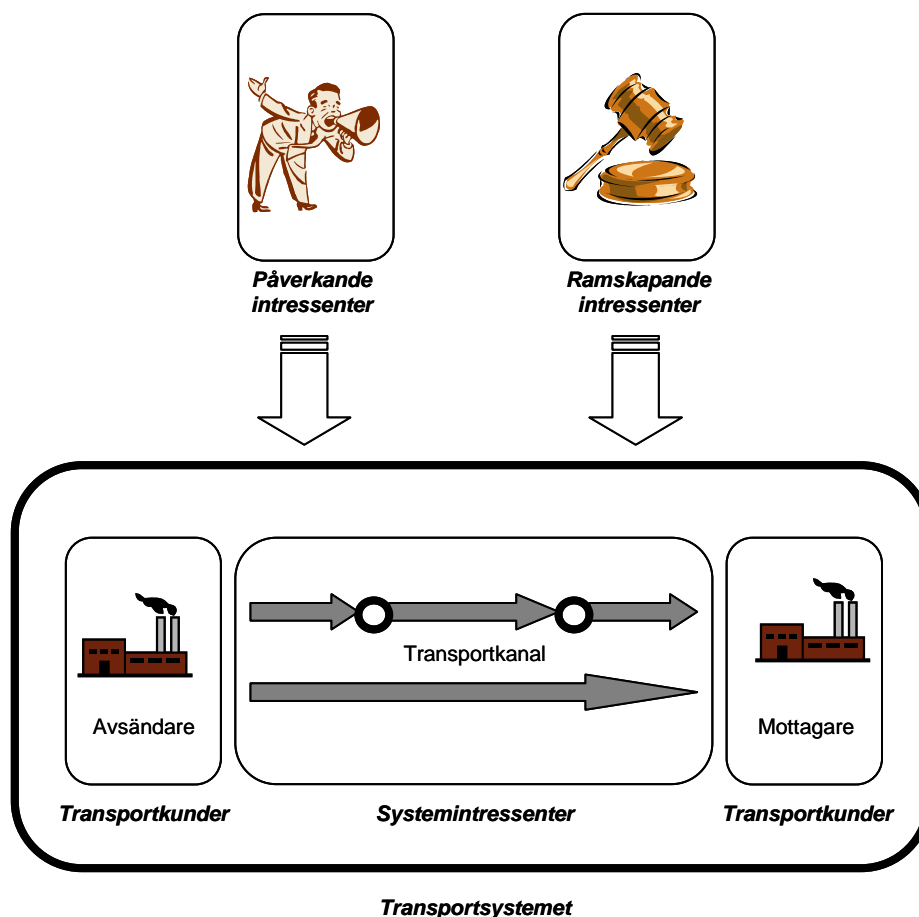 Påverkande
intressenter
Ramskapande
intressenter
Transportkanal
Avsändare
Mottagare
Transportkunder
Systemintressenter
Transportkunder
Transportsystemet